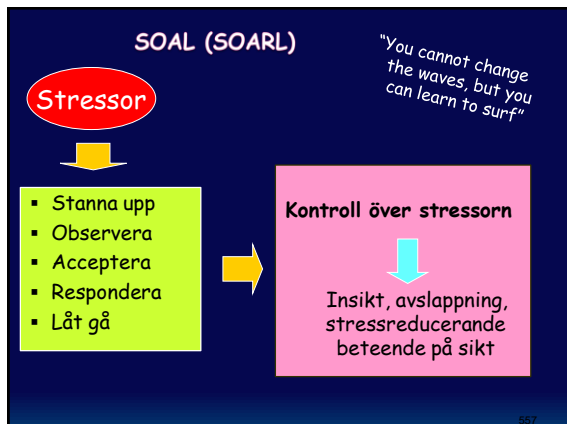 SOAL (SOARL)
"You cannot change
the waves, but you
can learn to surf"
Stressor
▪ Stanna upp
▪ Observera
▪ Acceptera
▪ Respondera
▪ Låt gå
Kontroll över stressorn
Insikt, avslappning,
stressreducerande
beteende på sikt
557